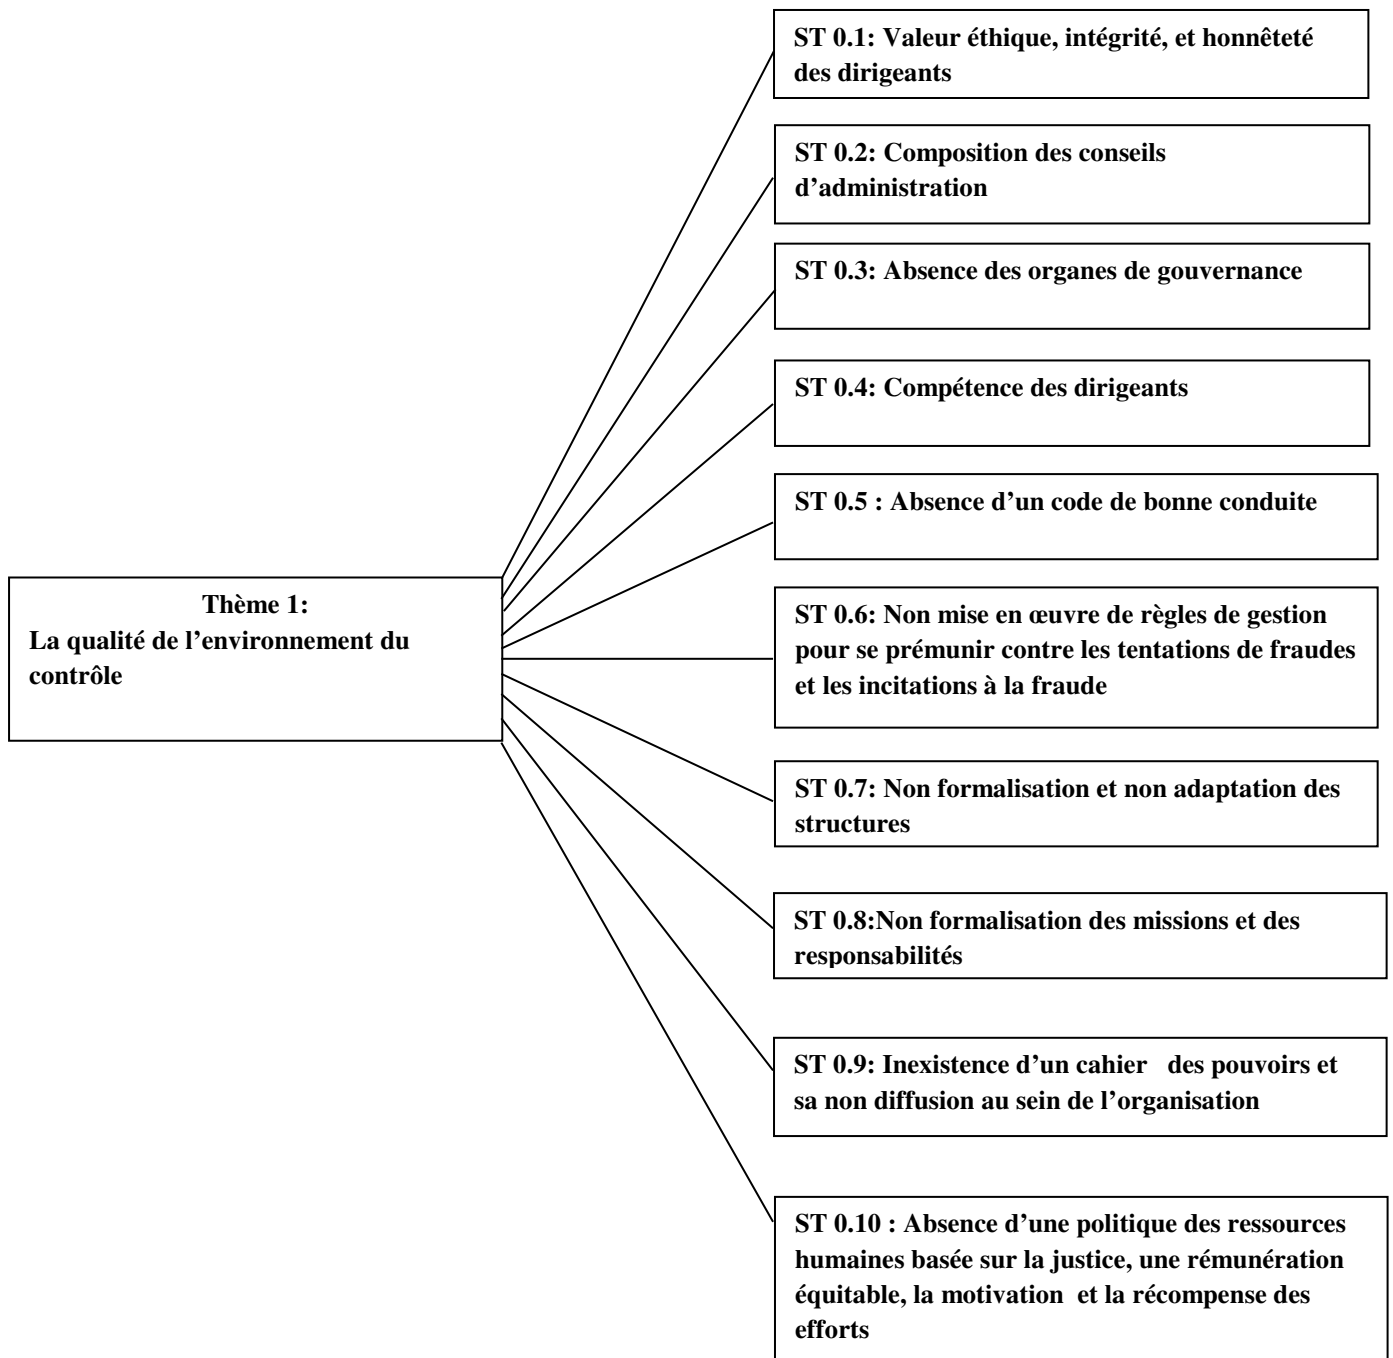 ST 0.1: Valeur éthique, intégrité, et honnêteté
des dirigeants
ST 0.2: Composition des conseils
d’administration
ST 0.3: Absence des organes de gouvernance
ST 0.4: Compétence des dirigeants
ST 0.5 : Absence d’un code de bonne conduite
Thème 1:
La qualité de l’environnement du
contrôle
ST 0.6: Non mise en œuvre de règles de gestion
pour se prémunir contre les tentations de fraudes
et les incitations à la fraude
ST 0.7: Non formalisation et non adaptation des
structures
ST 0.8:Non formalisation des missions et des
responsabilités
ST 0.9: Inexistence d’un cahier des pouvoirs et
sa non diffusion au sein de l’organisation
ST 0.10 : Absence d’une politique des ressources
humaines basée sur la justice, une rémunération
équitable, la motivation et la récompense des
efforts